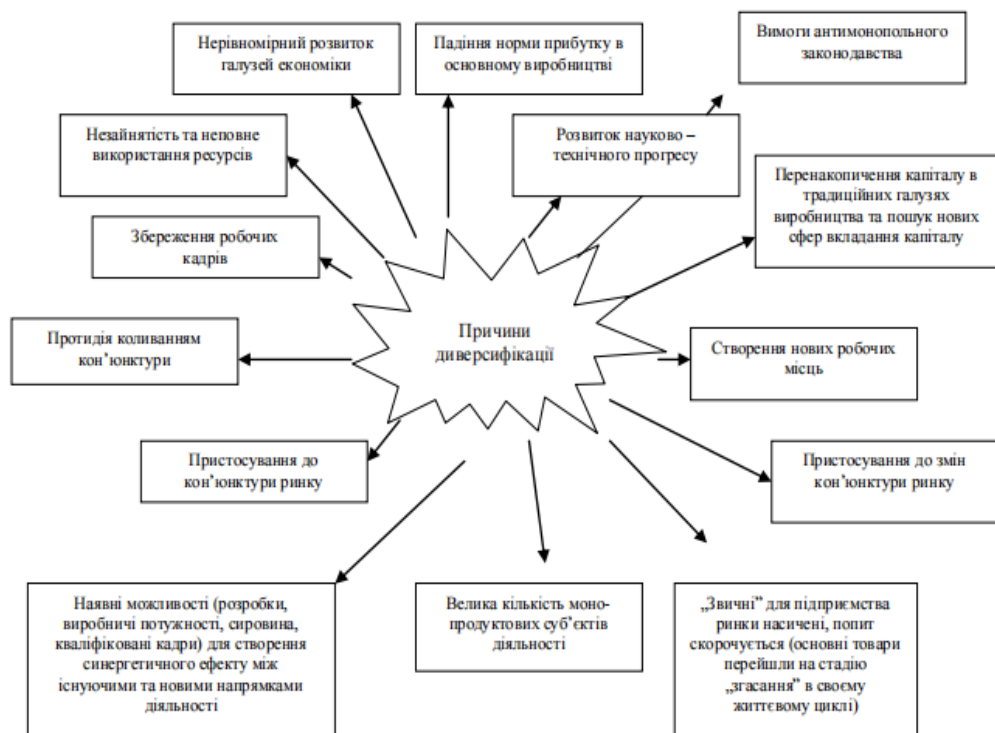 Нерівномірний розвиток
галузей економіки
Падіння норми прибутку в
основному виробництві
Вимоги антимонопольного
законодавства
Незайнятість та неповне
використання ресурсів
Розвиток науково –
технічного прогресу
Перенакопичення капіталу в
традиційних галузях
виробництва та пошук нових
сфер вкладання капіталу
Збереження робочих
кадрів
Протидія коливанням
кон’юнктури
Причини
диверсифікації
Створення нових робочих
місць
Пристосування до
кон’юнктури ринку
Пристосування до змін
кон’юнктури ринку
Наявні можливості (розробки,
виробничі потужності, сировина,
кваліфіковані кадри) для створення
синергетичного ефекту між
існуючими та новими напрямками
діяльності
Велика кількість моно-
продуктових суб’єктів
діяльності
„Звичні” для підприємства
ринки насичені, попит
скорочується (основні товари
перейшли на стадію
„згасання” в своєму
життєвому циклі)